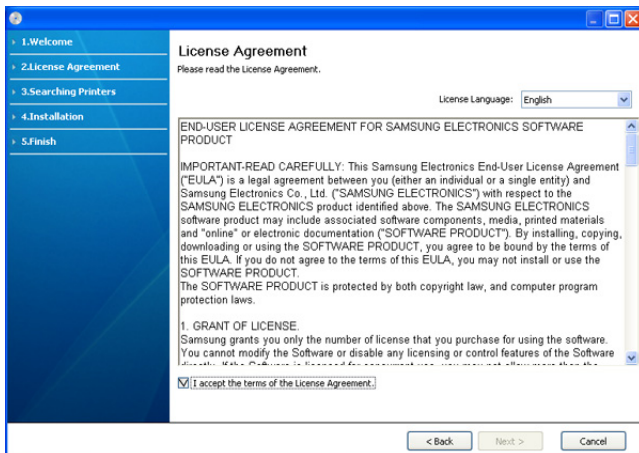 1.Welcome
2.License Agreement
3.Searching Printers
4.Installation
5.Finish
License Agreement
Please read the License Agreement.
License Language: English
END-USER LICENSE AGREEMENT FOR SAMSUNG ELECTRONICS SOFTWARE
PRODUCT
IMPORTANT-READ CAREFULLY: This Samsung Electronics End-User License Agreement
("EULA") is a legal agreement between you (either an individual or a single entity) and
Samsung Electronics Co., Ltd. ("SAMSUNG ELECTRONICS") with respect to the
SAMSUNG ELECTRONICS product identified above. The SAMSUNG ELECTRONICS
software product may include associated software components, media, printed materials
and "online" or electronic documentation ("SOFTWARE PRODUCT"). By installing, copying,
downloading or using the SOFTWARE PRODUCT, you agree to be bound by the terms of
this EULA. If you do not agree to the terms of this EULA, you may not install or use the
SOFTWARE PRODUCT.
The SOFTWARE PRODUCT is protected by both copyright law, and computer program
protection laws.
1. GRANT OF LICENSE.
Samsung grants you only the number of license that you purchase for using the software.
You cannot modify the Software or disable any licensing or control features of the Software
I accept the terms of the License Agreement.
< Back Next > Cancel